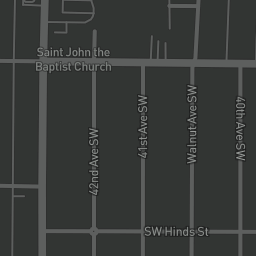 Saint John the
Baptist Church
42nd Ave SW
41st Ave SW
Walnut Ave SW
40th Ave SW
SW Hinds St